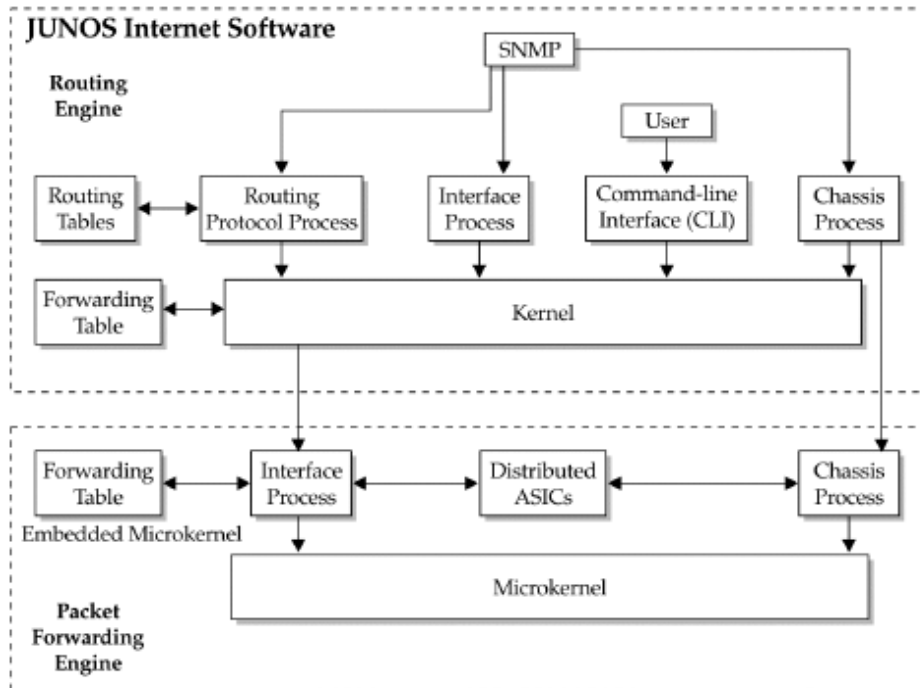 JUNOS Internet Software
SNMP
Routing
Engine
User
Routing
Tables
Routing
Protocol Process
Interface
Process
Command-line
Interface (CLI)
Chassis
Process
Forwarding
Table
Kernel
Forwarding
Table
Interface
Process
Distributed
ASICs
Chassis
Process
Embedded Microkernel
Microkernel
Packet
Forwarding
Engine